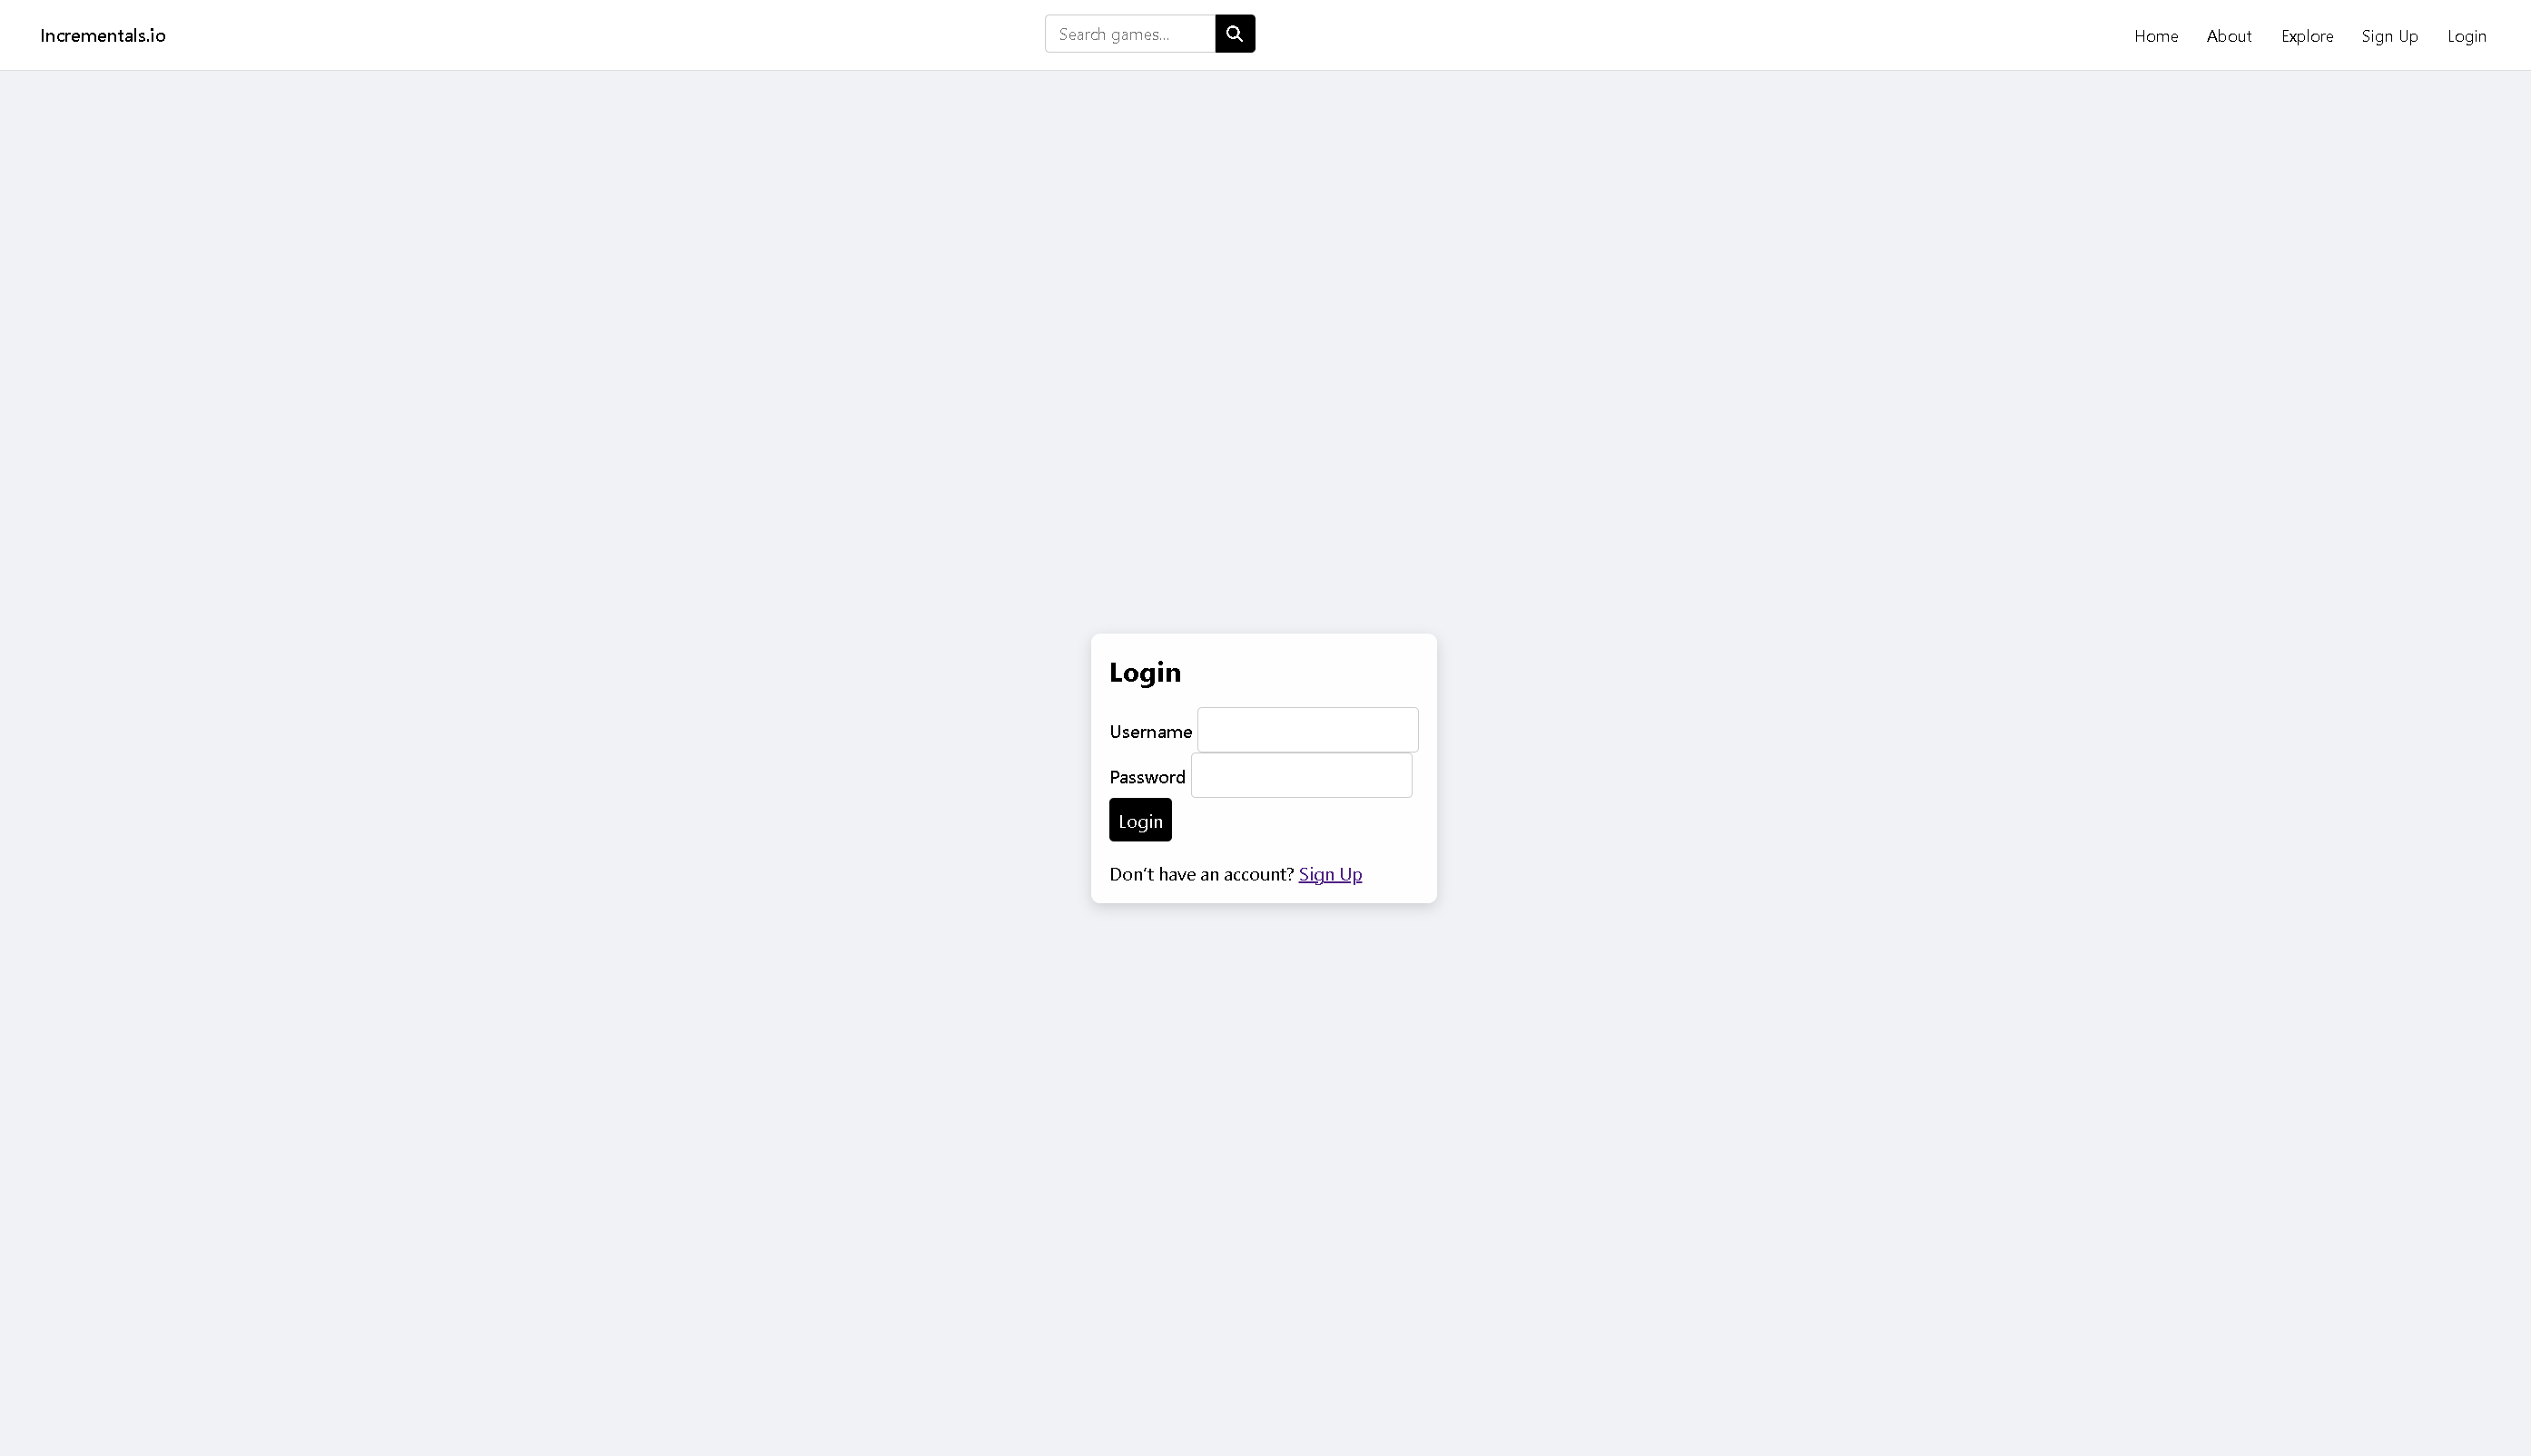 Incrementals.io
Search games...
Home About Explore Sign Up Login
Login
Username
Password
Login
Don't have an account? Sign Up